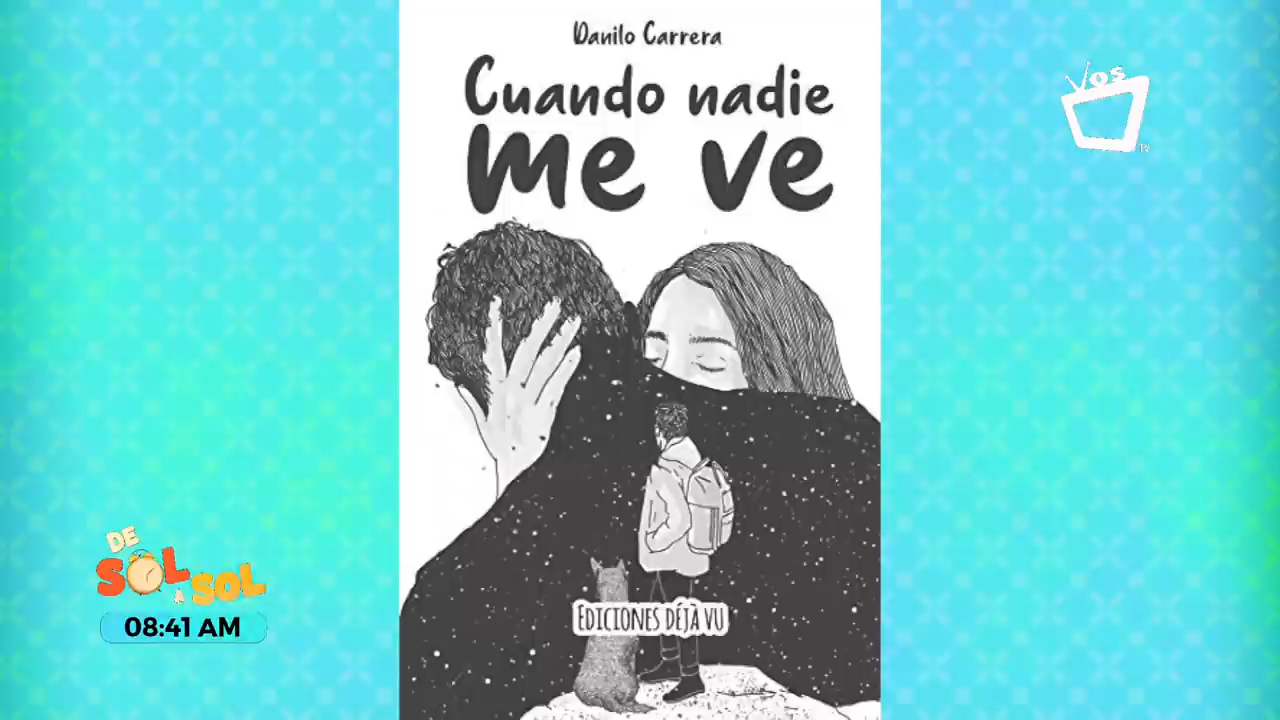 Danilo Carrera
Cuando nadie
me ve
Vos
TV
DE
SOL
A SOL
08:41 AM
EDICIONES DÉJÀ VU